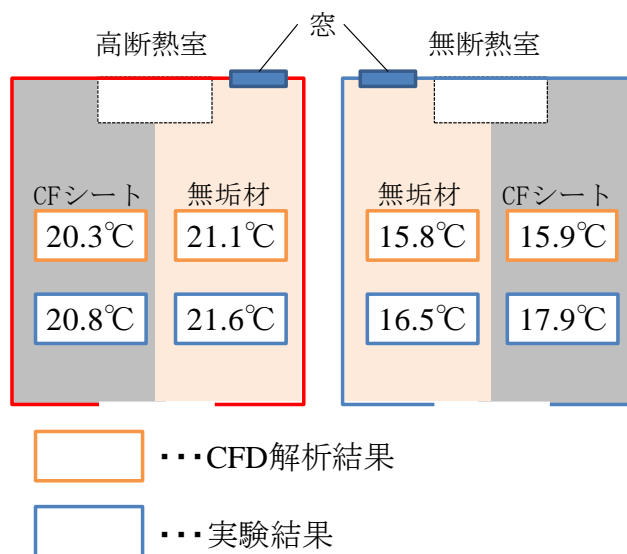 窓
高断熱室
無断熱室
CFシート 無垢材
無垢材 CFシート
20.3℃ 21.1℃
15.8℃ 15.9℃
20.8℃ 21.6℃
16.5℃ 17.9℃
･･･CFD解析結果
･･･実験結果